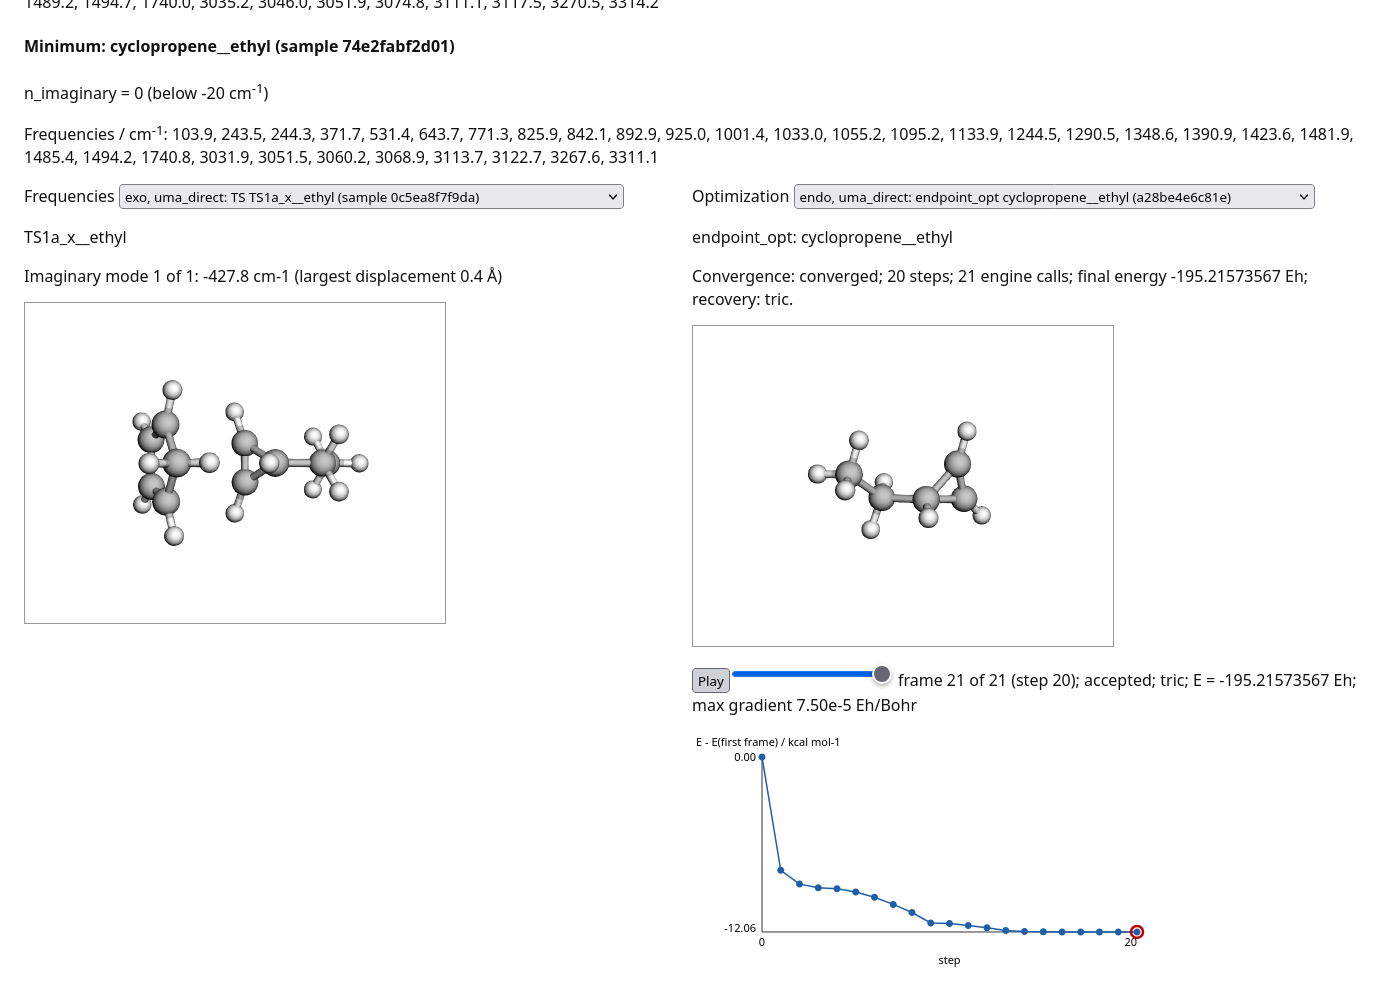 1489.2, 1494.7, 1740.0, 3035.2, 3046.0, 3051.9, 3074.8, 3111.1, 3117.5, 3270.5, 3314.2
Minimum: cyclopropene__ethyl (sample 74e2fabf2d01)
n_imaginary = 0 (below -20 cm-1)
Frequencies / cm-1: 103.9, 243.5, 244.3, 371.7, 531.4, 643.7, 771.3, 825.9, 842.1, 892.9, 925.0, 1001.4, 1033.0, 1055.2, 1095.2, 1133.9, 1244.5, 1290.5, 1348.6, 1390.9, 1423.6, 1481.9,
1485.4, 1494.2, 1740.8, 3031.9, 3051.5, 3060.2, 3068.9, 3113.7, 3122.7, 3267.6, 3311.1
Frequencies exo, uma_direct: TS TS1a_x__ethyl (sample 0c5ea8f7f9da)
TS1a_x__ethyl
Imaginary mode 1 of 1: -427.8 cm-1 (largest displacement 0.4 Å)
Optimization endo, uma_direct: endpoint_opt cyclopropene__ethyl (a28be4e6c81e)
endpoint_opt: cyclopropene__ethyl
Convergence: converged; 20 steps; 21 engine calls; final energy -195.21573567 Eh;
recovery: tric.
Play frame 21 of 21 (step 20); accepted; tric; E = -195.21573567 Eh;
max gradient 7.50e-5 Eh/Bohr
E - E(first frame) / kcal mol-1
0.00
-12.06
0 20
step